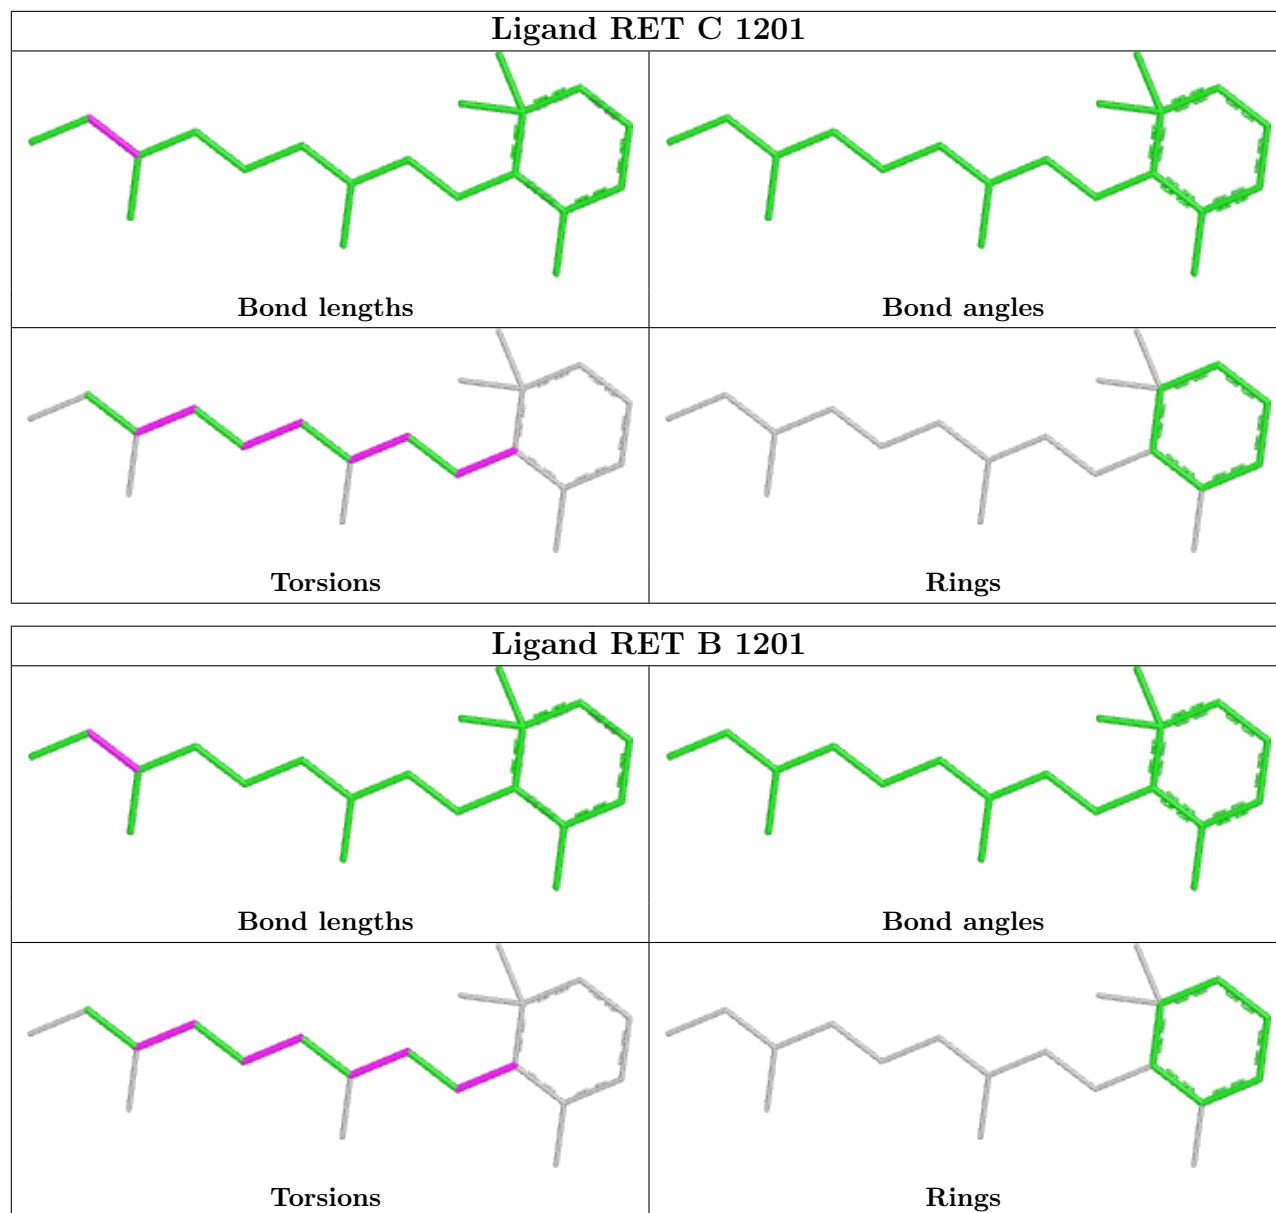 Ligand RET C 1201
Bond lengths
Bond angles
Torsions
Rings
Ligand RET B 1201
Bond lengths
Bond angles
Torsions
Rings